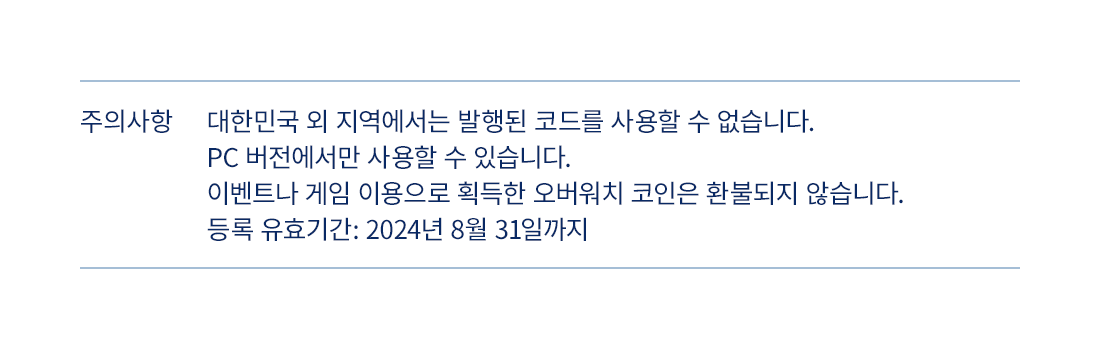 주의사항 대한민국 외 지역에서는 발행된 코드를 사용할 수 없습니다.
PC 버전에서만 사용할 수 있습니다.
이벤트나 게임 이용으로 획득한 오버워치 코인은 환불되지 않습니다.
등록 유효기간: 2024년 8월 31일까지